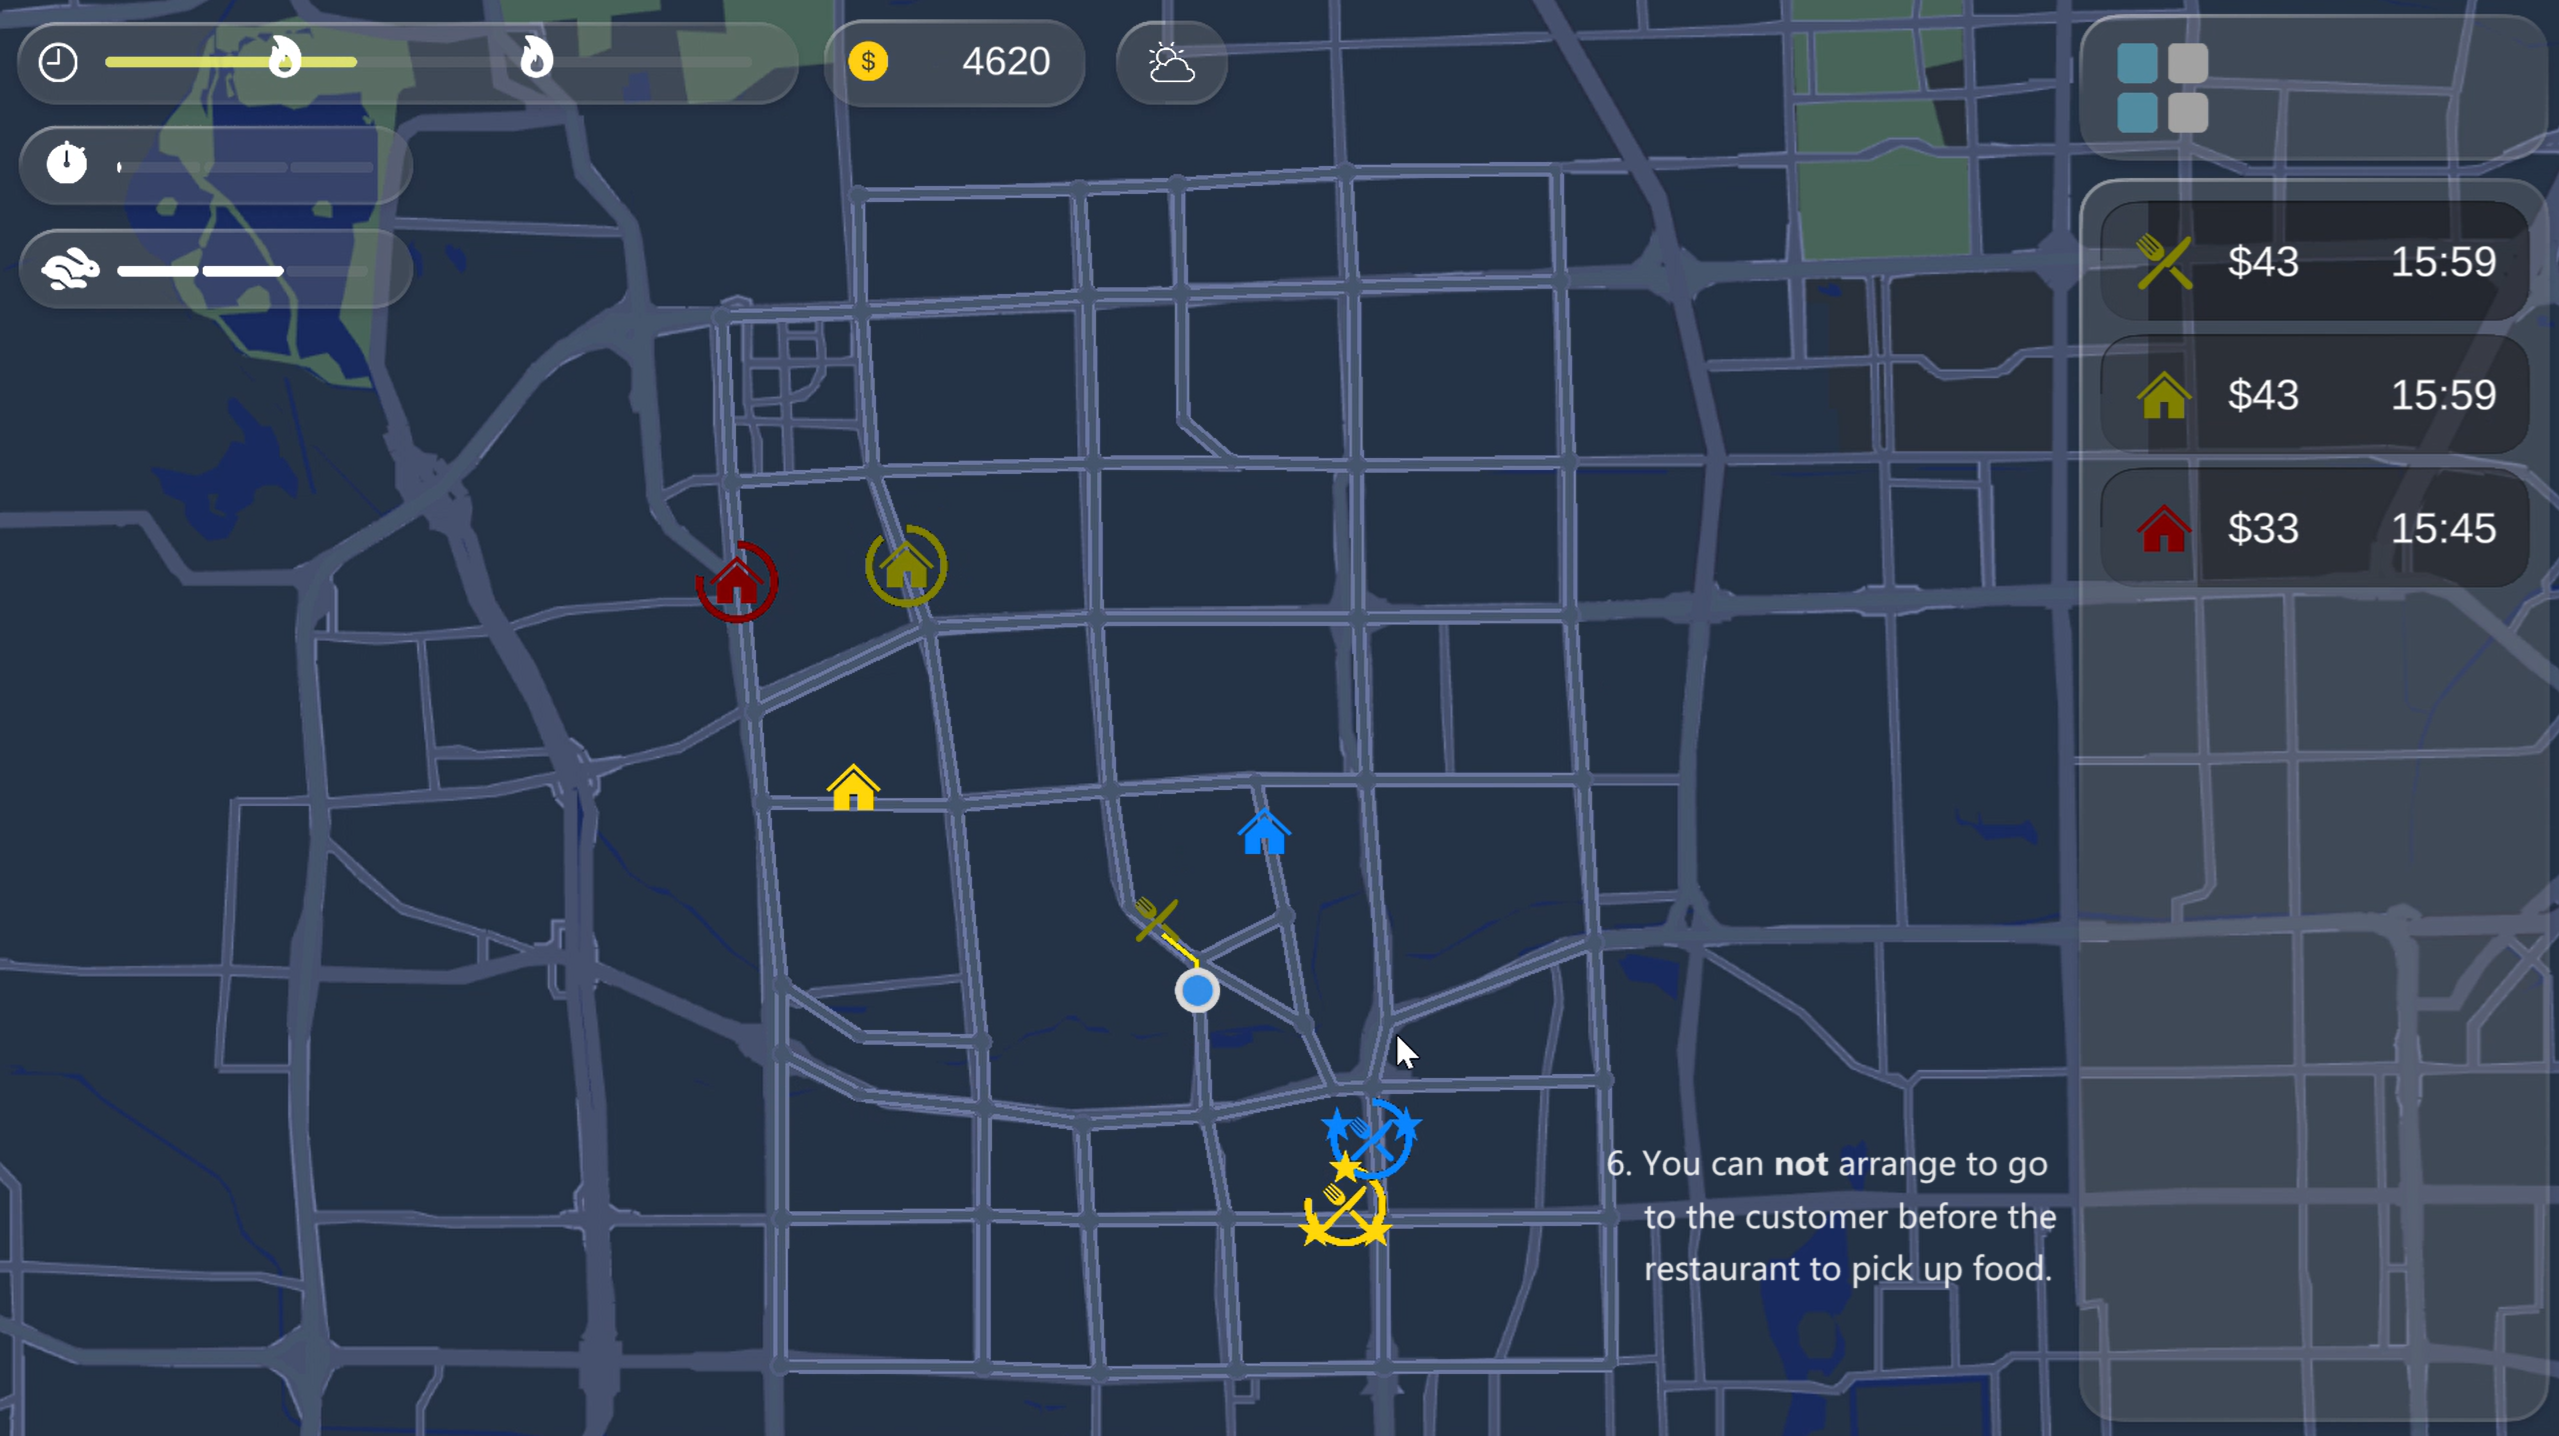 4620
$43 15:59
$43 15:59
$33 15:45
6. You can not arrange to go
to the customer before the
restaurant to pick up food.